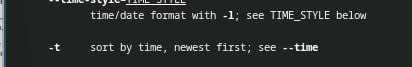 --time-style=TIME_STYLE
time/date format with -l; see TIME_STYLE below
-t sort by time, newest first; see --time